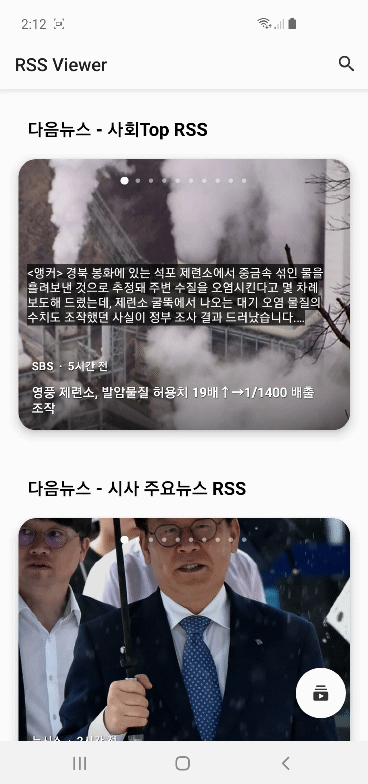 2:12
RSS Viewer
다음뉴스 - 사회Top RSS
<앵커> 경북 봉화에 있는 석포 제련소에서 중금속 섞인 물을
흘려보낸 것으로 추정돼 주변 수질을 오염시킨다고 몇 차례
보도해 드렸는데, 제련소 굴뚝에서 나오는 대기 오염 물질의
수치도 조작했던 사실이 정부 조사 결과 드러났습니다....
SBS · 5시간 전
영풍 제련소, 발암물질 허용치 19배↑→1/1400 배출
조작
다음뉴스 - 시사 주요뉴스 RSS
뉴시스 · 2시간 전